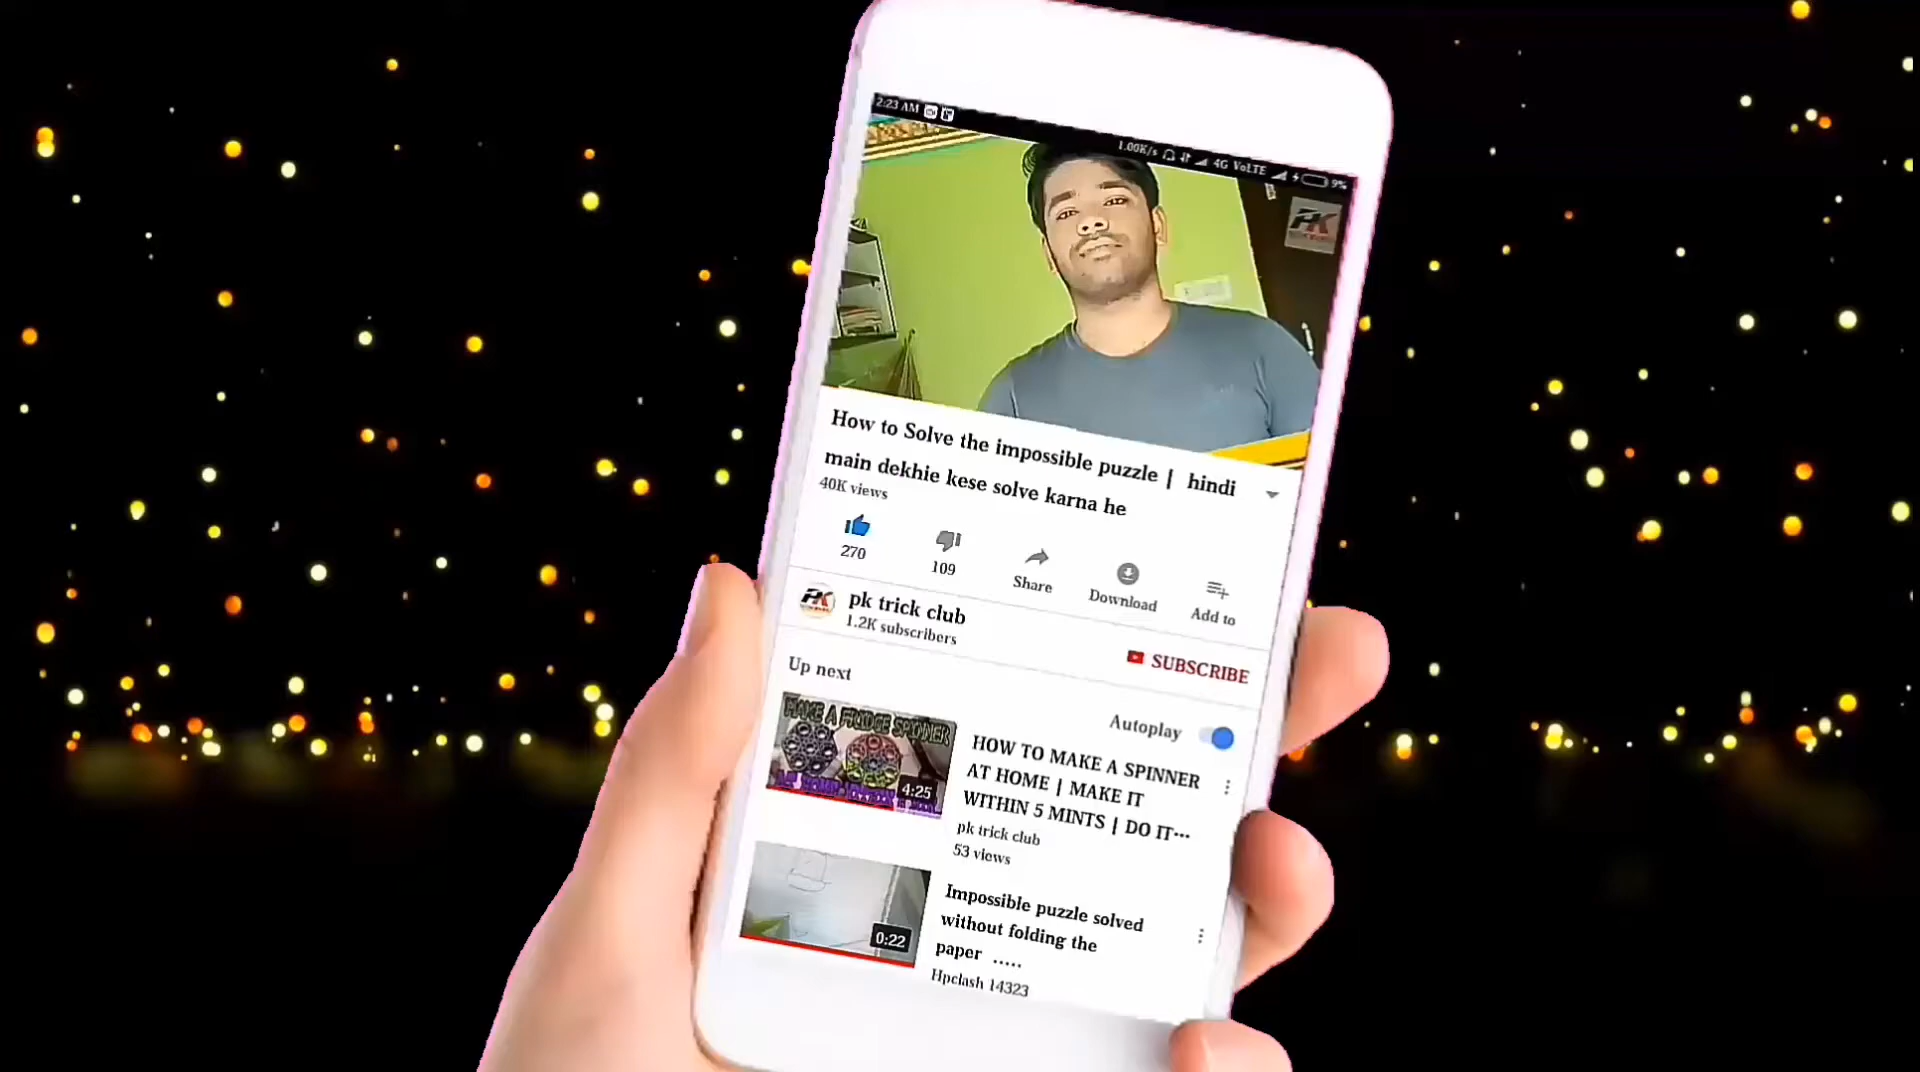 2:23 AM
1.00K/s 4G VoLTE 9%
PK
How to Solve the impossible puzzle | hindi
main dekhie kese solve karna he
40K views
270
109
Share
Download
Add to
PK
pk trick club
1.2K subscribers
SUBSCRIBE
Up next
Autoplay
MAKE A FRIDGE SPINNER
4:25
HOW TO MAKE A SPINNER
AT HOME | MAKE IT
WITHIN 5 MINTS | DO IT...
pk trick club
53 views
0:22
Impossible puzzle solved
without folding the
paper .....
Hpclash 14323